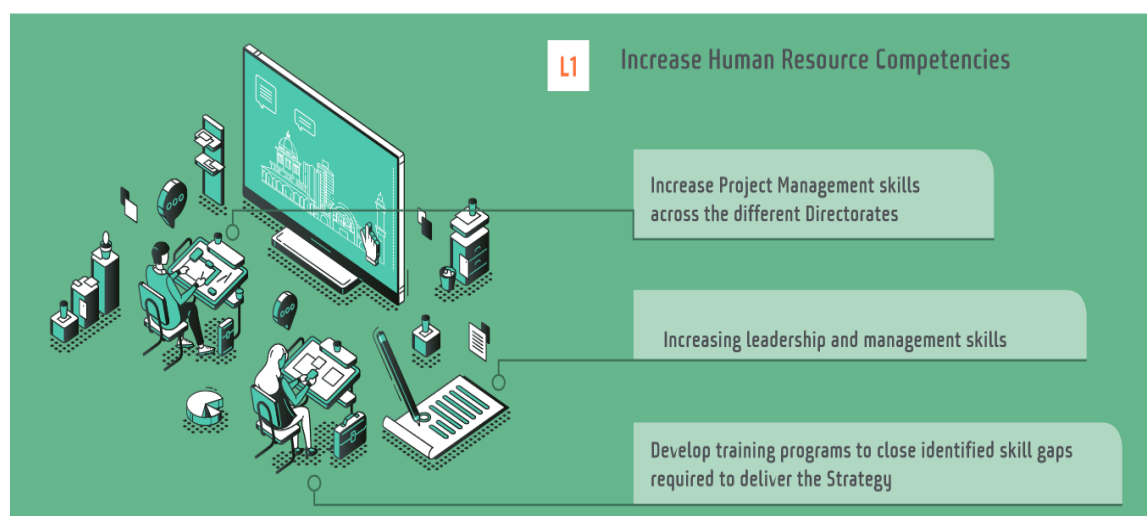 L1
Increase Human Resource Competencies
Increase Project Management skills
across the different Directorates
Increasing leadership and management skills
Develop training programs to close identified skill gaps
required to deliver the Strategy